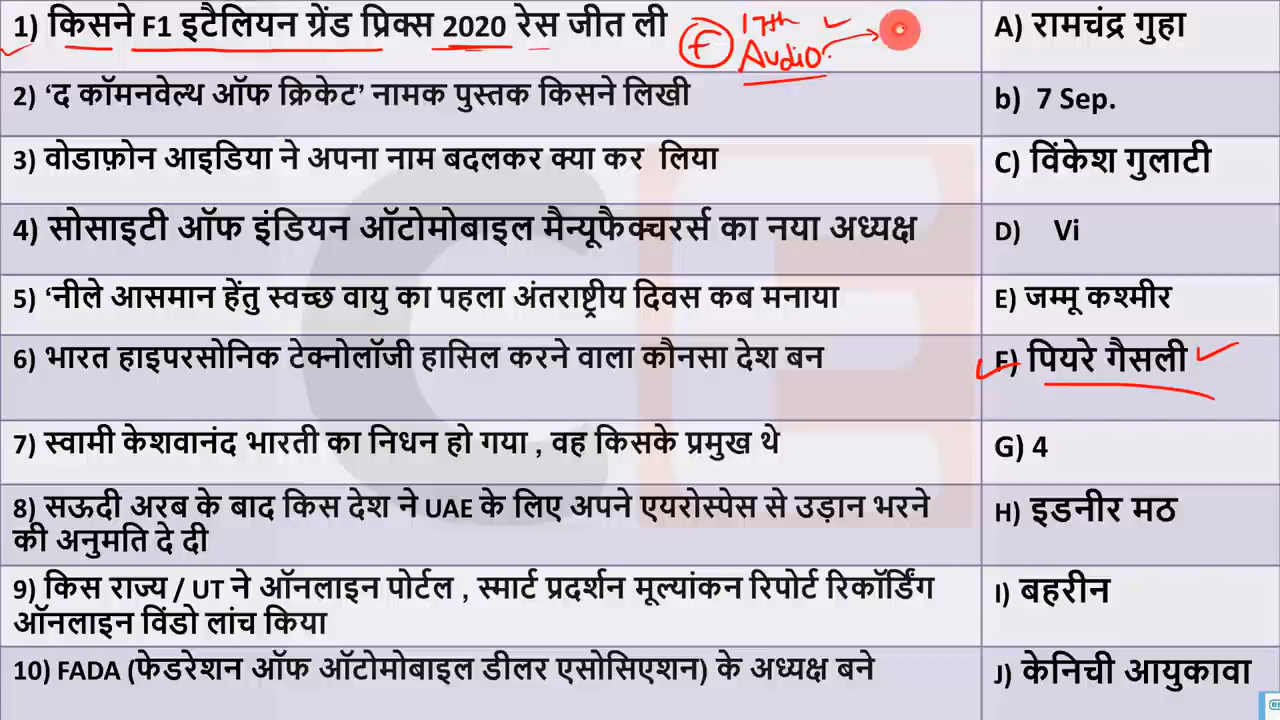 1) किसने F1 इटैलियन ग्रेंड प्रिक्स 2020 रेस जीत ली
F 17th
Audio
A) रामचंद्र गुहा
2) ‘द कॉमनवेल्थ ऑफ क्रिकेट’ नामक पुस्तक किसने लिखी
b) 7 Sep.
3) वोडाफ़ोन आइडिया ने अपना नाम बदलकर क्या कर लिया
C) विंकेश गुलाटी
4) सोसाइटी ऑफ इंडियन ऑटोमोबाइल मैन्यूफैक्चरर्स का नया अध्यक्ष
D) Vi
5) ‘नीले आसमान हेंतु स्वच्छ वायु का पहला अंतराष्ट्रीय दिवस कब मनाया
E) जम्मू कश्मीर
6) भारत हाइपरसोनिक टेक्नोलॉजी हासिल करने वाला कौनसा देश बन
F) पियरे गैसली
7) स्वामी केशवानंद भारती का निधन हो गया , वह किसके प्रमुख थे
G) 4
8) सऊदी अरब के बाद किस देश ने UAE के लिए अपने एयरोस्पेस से उड़ान भरने
की अनुमति दे दी
H) इडनीर मठ
9) किस राज्य / UT ने ऑनलाइन पोर्टल , स्मार्ट प्रदर्शन मूल्यांकन रिपोर्ट रिकॉर्डिंग
ऑनलाइन विंडो लांच किया
I) बहरीन
10) FADA (फेडरेशन ऑफ ऑटोमोबाइल डीलर एसोसिएशन) के अध्यक्ष बने
J) केनिची आयुकावा